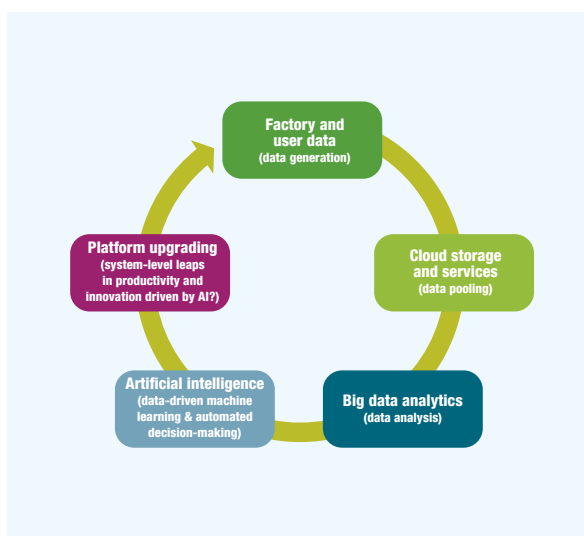 Factory and
user data
(data generation)
Cloud storage
and services
(data pooling)
Big data analytics
(data analysis)
Artificial intelligence
(data-driven machine
learning & automated
decision-making)
Platform upgrading
(system-level leaps
in productivity and
innovation driven by AI?)